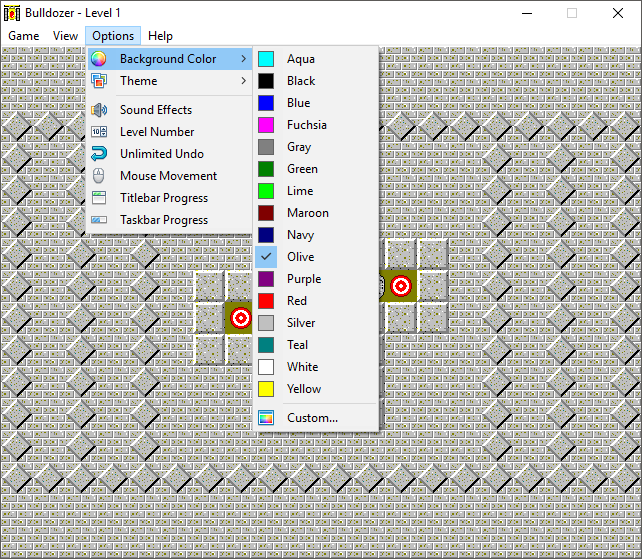 Bulldozer - Level 1
Game View Options Help
Background Color
Theme
Sound Effects
Level Number
Unlimited Undo
Mouse Movement
Titlebar Progress
Taskbar Progress
Aqua
Black
Blue
Fuchsia
Gray
Green
Lime
Maroon
Navy
Olive
Purple
Red
Silver
Teal
White
Yellow
Custom...